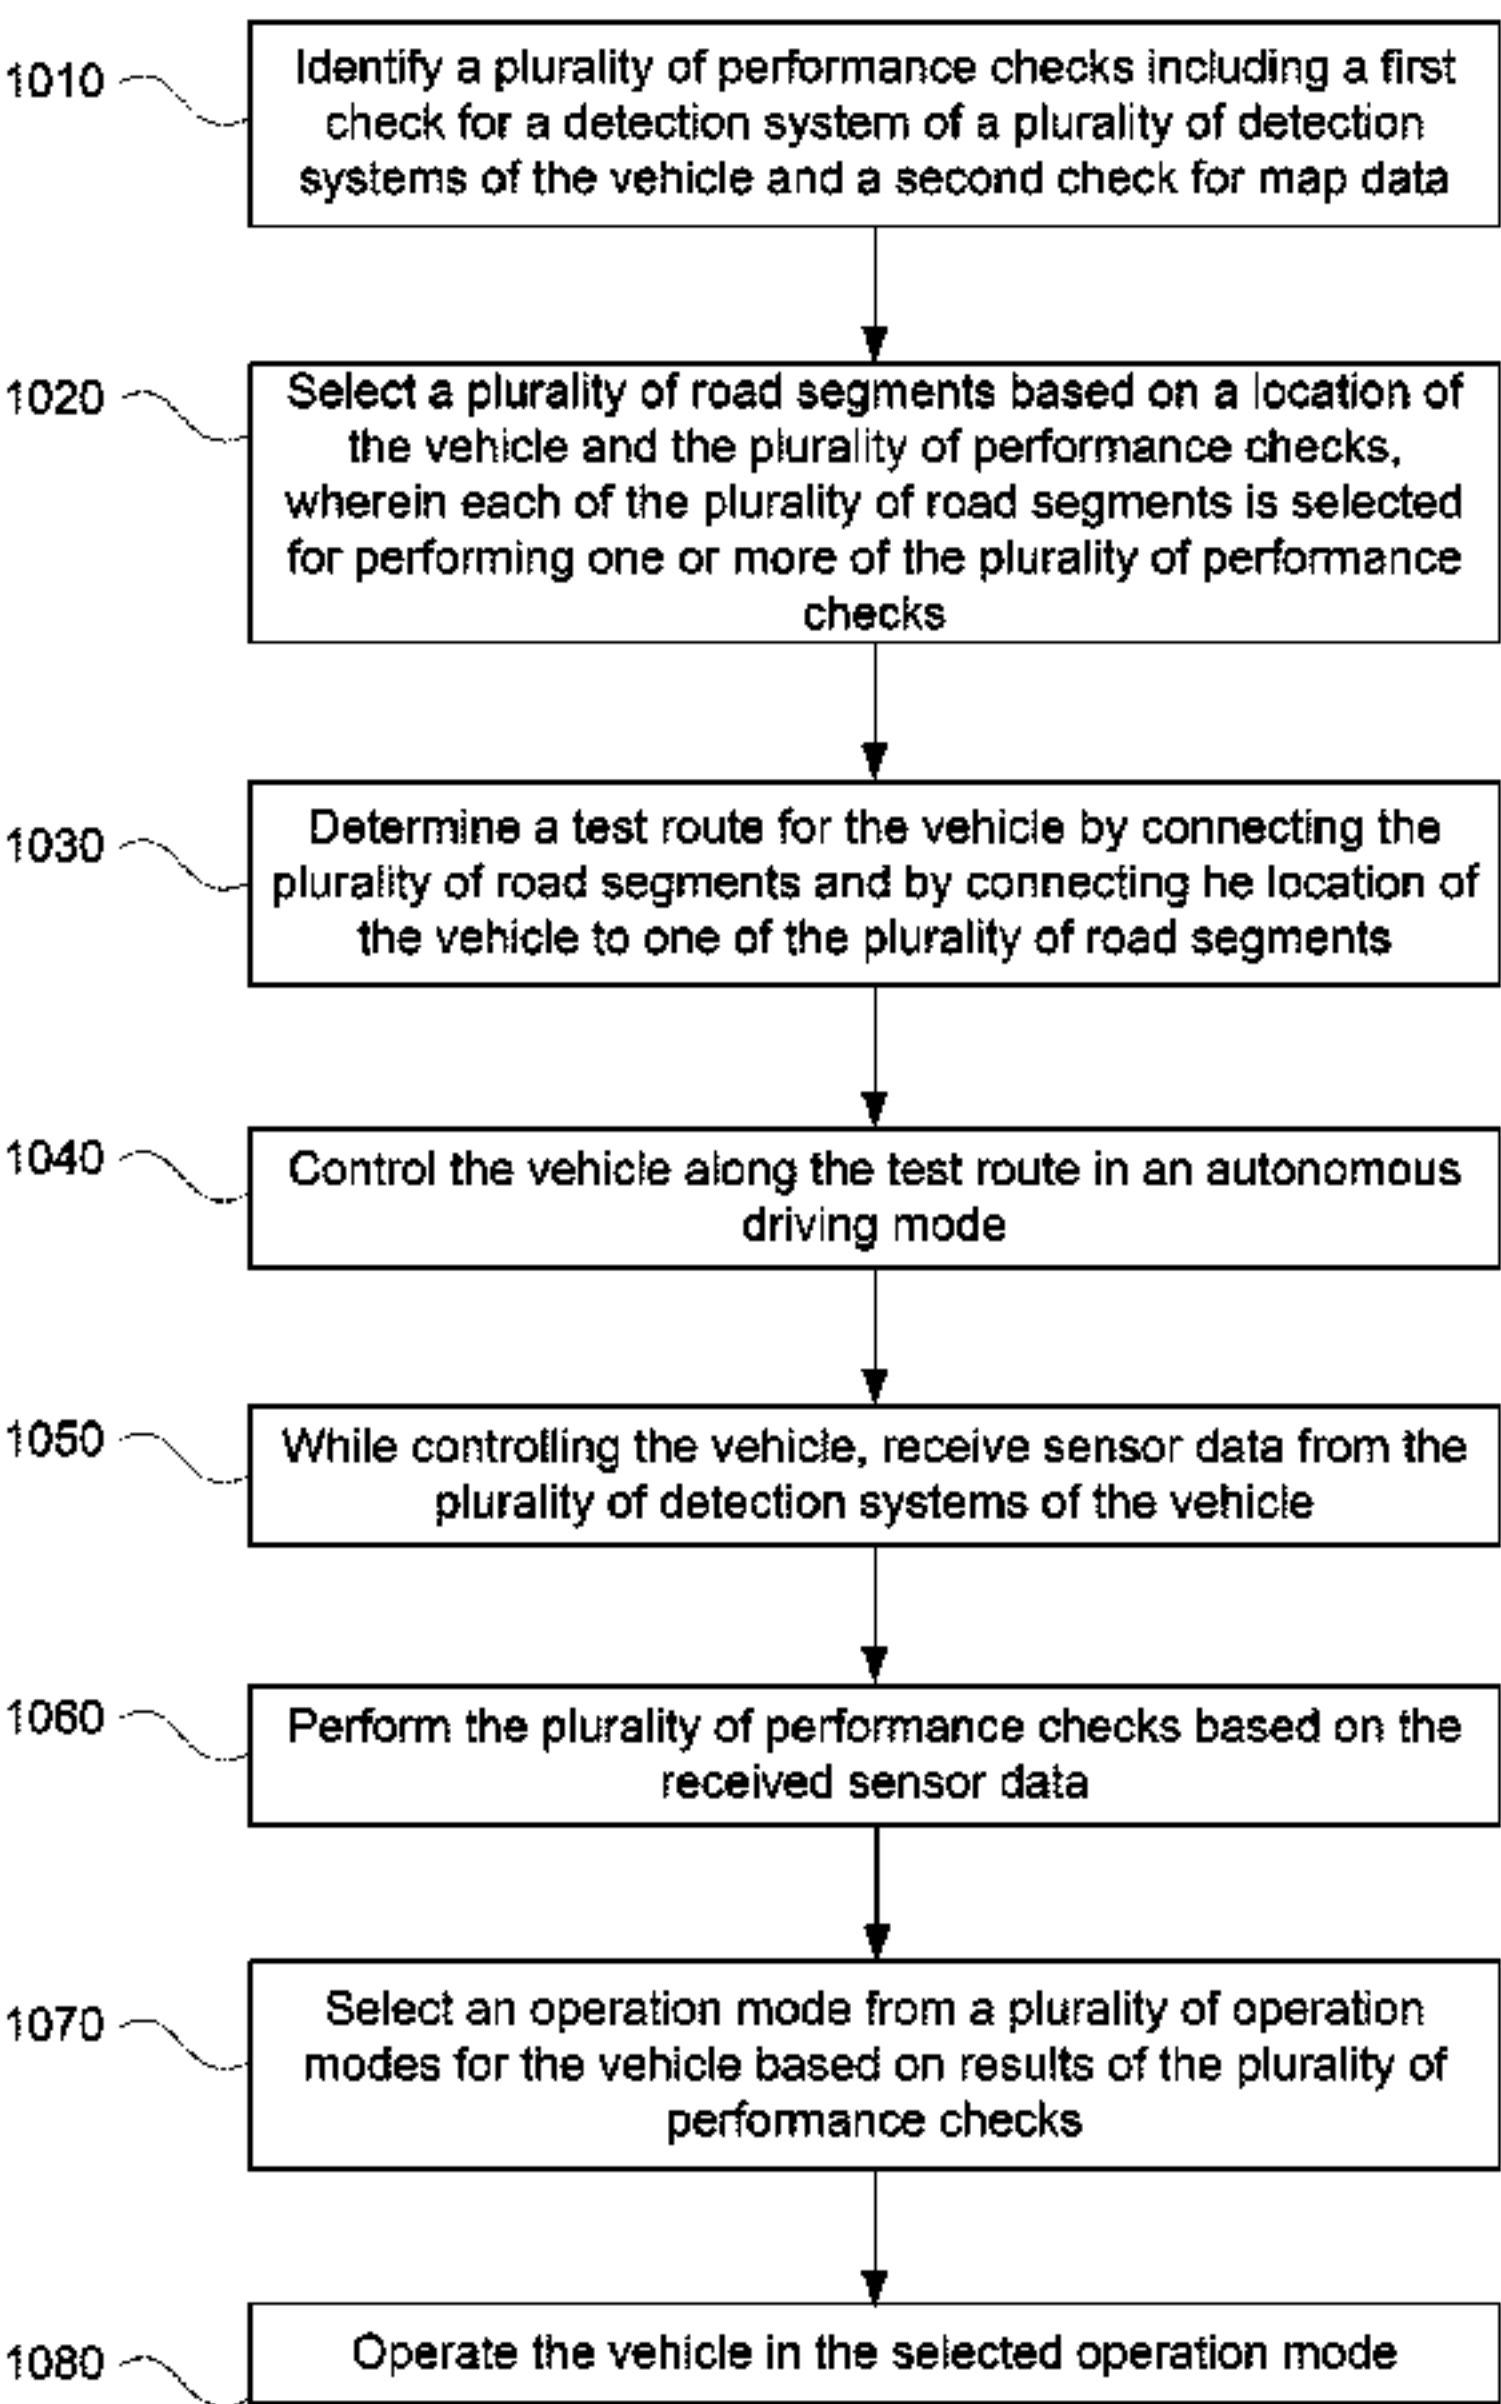 1010
Identify a plurality of performance checks including a first
check for a detection system of a plurality of detection
systems of the vehicle and a second check for map data
1020
Select a plurality of road segments based on a location of
the vehicle and the plurality of performance checks,
wherein each of the plurality of road segments is selected
for performing one or more of the plurality of performance
checks
1030
Determine a test route for the vehicle by connecting the
plurality of road segments and by connecting he location of
the vehicle to one of the plurality of road segments
1040
Control the vehicle along the test route in an autonomous
driving mode
1050
While controlling the vehicle, receive sensor data from the
plurality of detection systems of the vehicle
1060
Perform the plurality of performance checks based on the
received sensor data
1070
Select an operation mode from a plurality of operation
modes for the vehicle based on results of the plurality of
performance checks
1080
Operate the vehicle in the selected operation mode